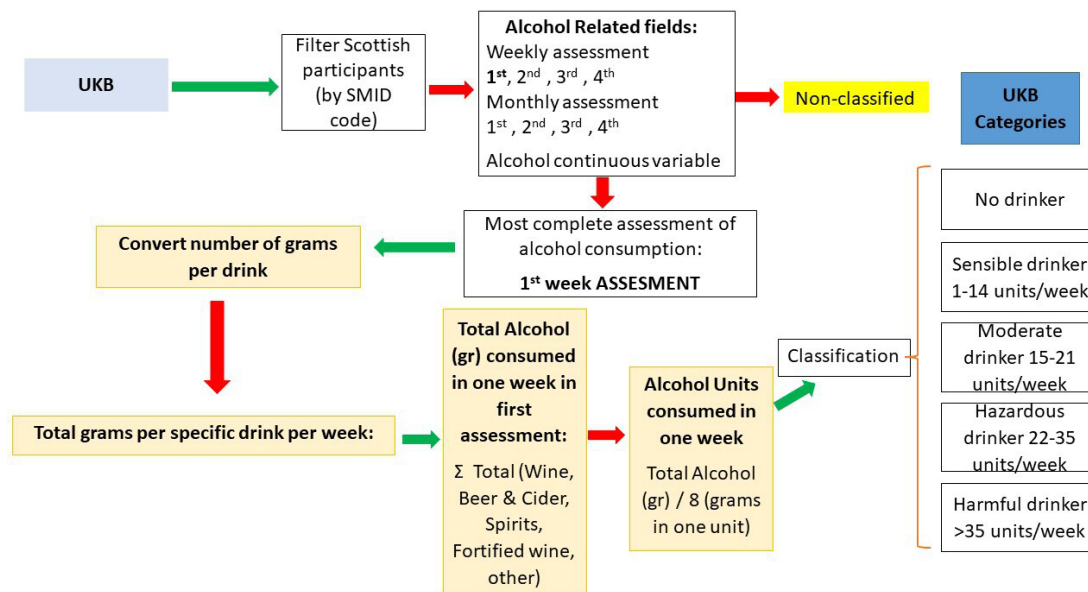 UKB
Filter Scottish
participants
(by SMID
code)
Alcohol Related fields:
Weekly assessment
1st, 2nd , 3rd , 4th
Monthly assessment
1st , 2nd , 3rd , 4th
Alcohol continuous variable
Non-classified
UKB
Categories
Most complete assessment of
alcohol consumption:
1st week ASSESMENT
Convert number of grams
per drink
Total grams per specific drink per week:
Total Alcohol
(gr) consumed
in one week in
first
assessment:
Σ Total (Wine,
Beer & Cider,
Spirits,
Fortified wine,
other)
Alcohol Units
consumed in
one week
Total Alcohol
(gr) / 8 (grams
in one unit)
Classification
No drinker
Sensible drinker
1-14 units/week
Moderate
drinker 15-21
units/week
Hazardous
drinker 22-35
units/week
Harmful drinker
>35 units/week